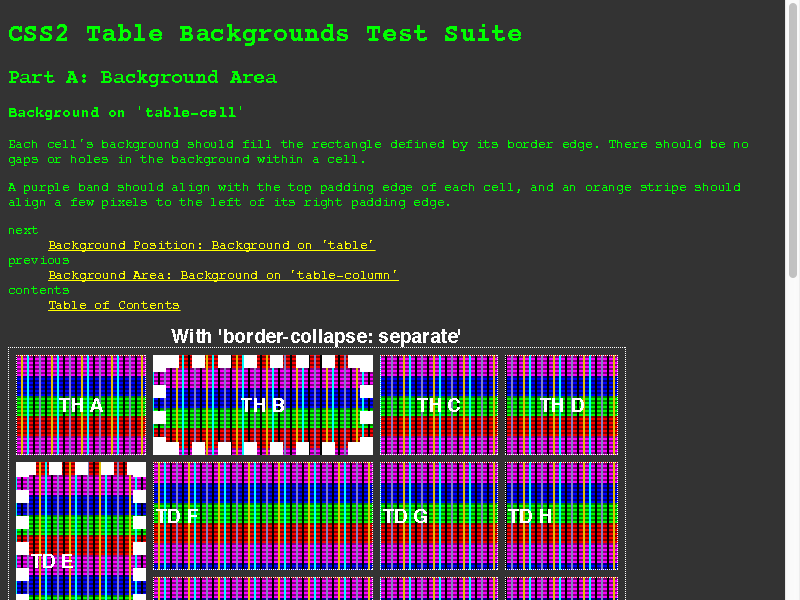 CSS2 Table Backgrounds Test Suite
Part A: Background Area
Background on 'table-cell'
Each cell's background should fill the rectangle defined by its border edge. There should be no
gaps or holes in the background within a cell.
A purple band should align with the top padding edge of each cell, and an orange stripe should
align a few pixels to the left of its right padding edge.
next
Background Position: Background on 'table'
previous
Background Area: Background on 'table-column'
contents
Table of Contents
With 'border-collapse: separate'
TH A TH B TH C TH D
TD F TD G TD H
TD E